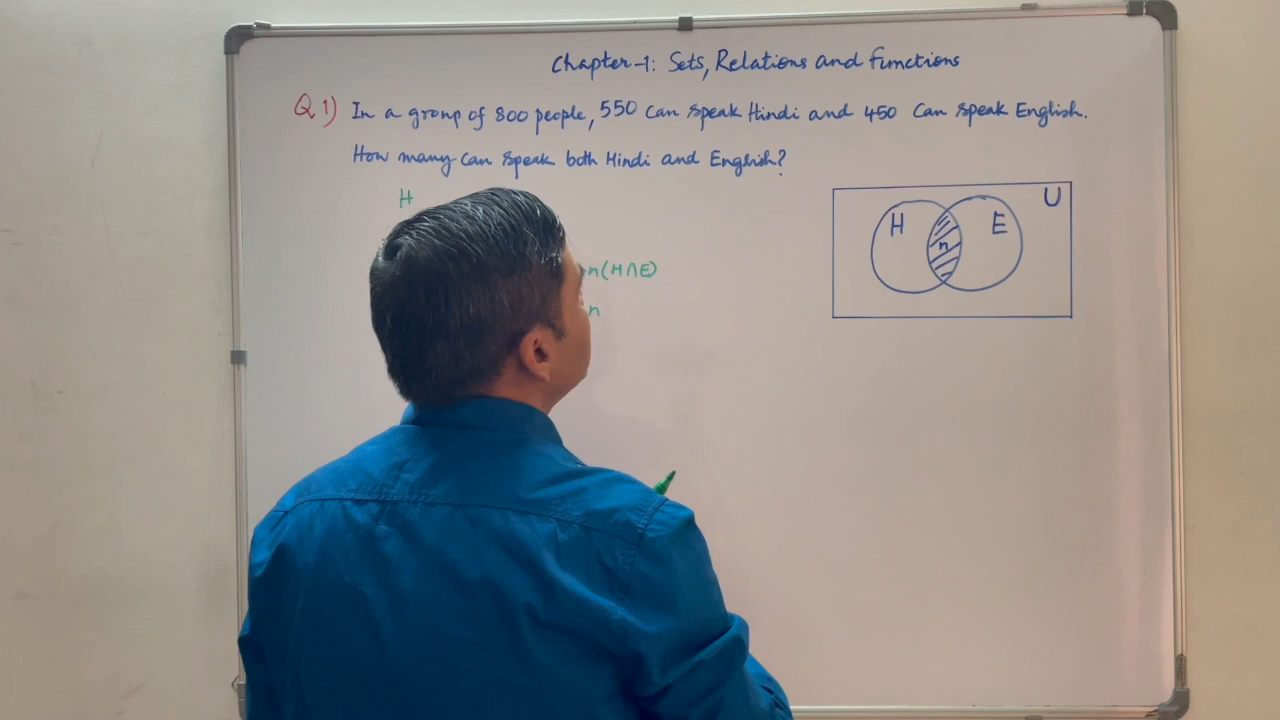 Chapter-1: Sets, Relations and Functions
Q1) In a group of 800 people, 550 can speak Hindi and 450 can speak English.
How many can speak both Hindi and English?
H
n(H∩E)
n
H
n
E
U